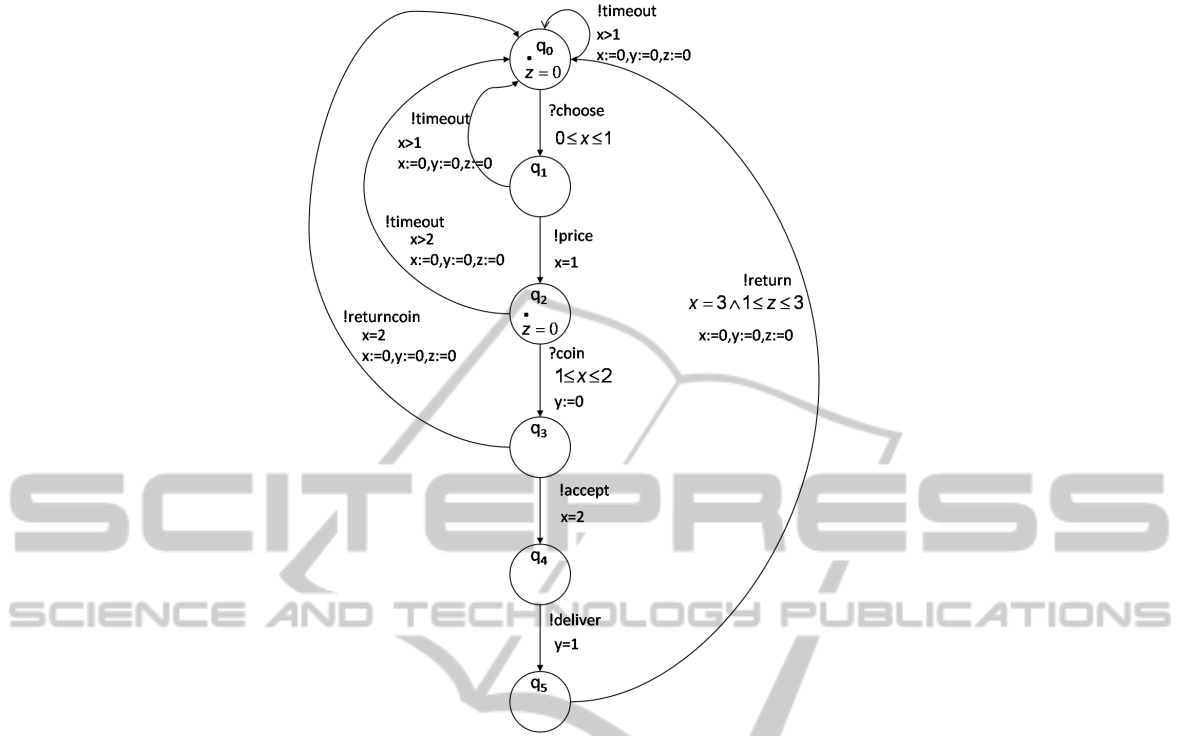 !timeout
x>1
x:=0,y:=0,z:=0
q0
ż = 0
?choose
0≤x≤1
!timeout
x>1
x:=0,y:=0,z:=0
q1
!timeout
x>2
x:=0,y:=0,z:=0
!price
x=1
q2
ż = 0
!return
x = 3∧1≤z≤3
x:=0,y:=0,z:=0
!returncoin
x=2
x:=0,y:=0,z:=0
?coin
1≤x≤2
y:=0
q3
!accept
x=2
SCITEPRESS
q4
SCIENCE AND TECHNOLOGY PUBLICATIONS
!deliver
y=1
q5